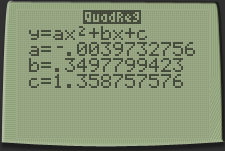 QuadReg
y=ax²+bx+c
a=-.0039732756
b=.3497799423
c=1.358757576